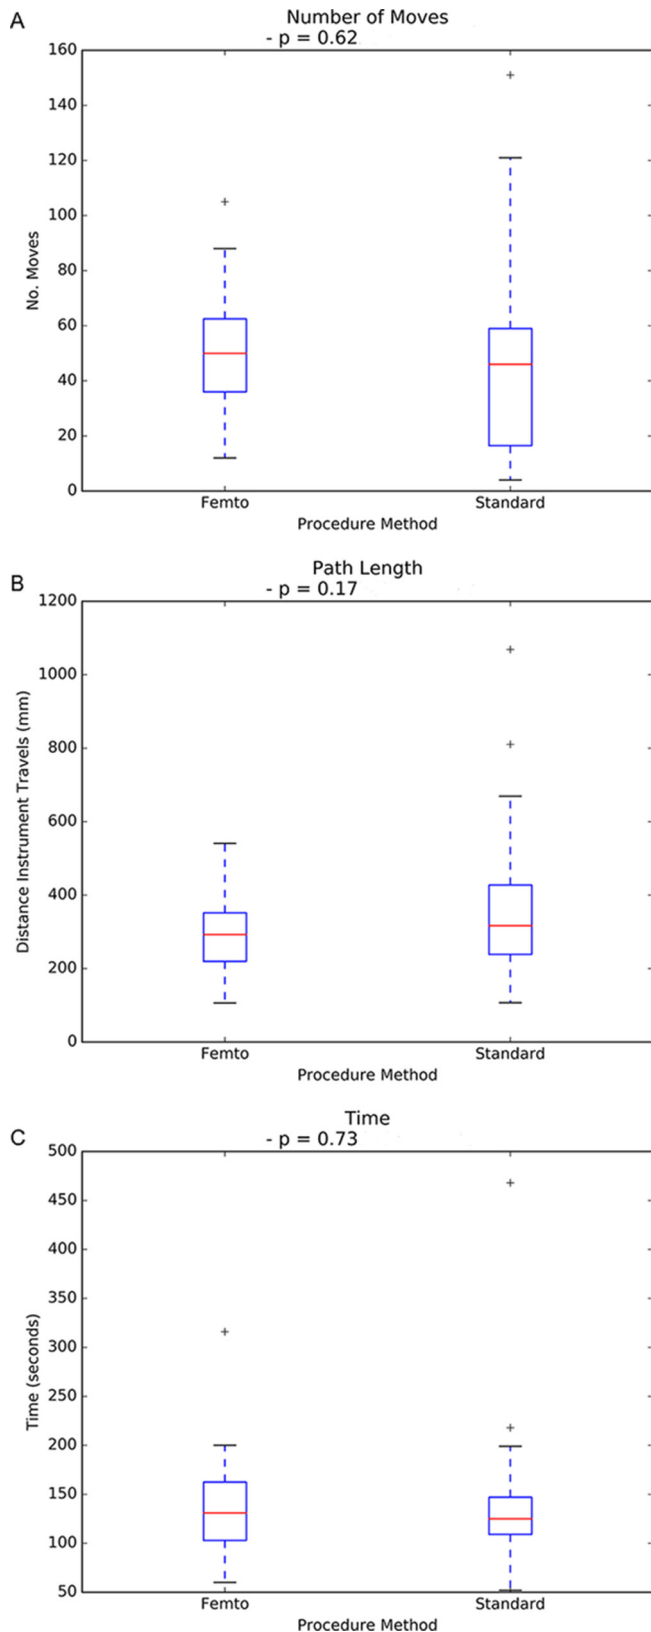 A
Number of Moves
- p = 0.62
160
140
120
100
80
60
40
20
0
No. Moves
Femto
Standard
Procedure Method
B
Path Length
- p = 0.17
1200
1000
800
600
400
200
0
Distance Instrument Travels (mm)
Femto
Standard
Procedure Method
C
Time
- p = 0.73
500
450
400
350
300
250
200
150
100
50
Time (seconds)
Femto
Standard
Procedure Method